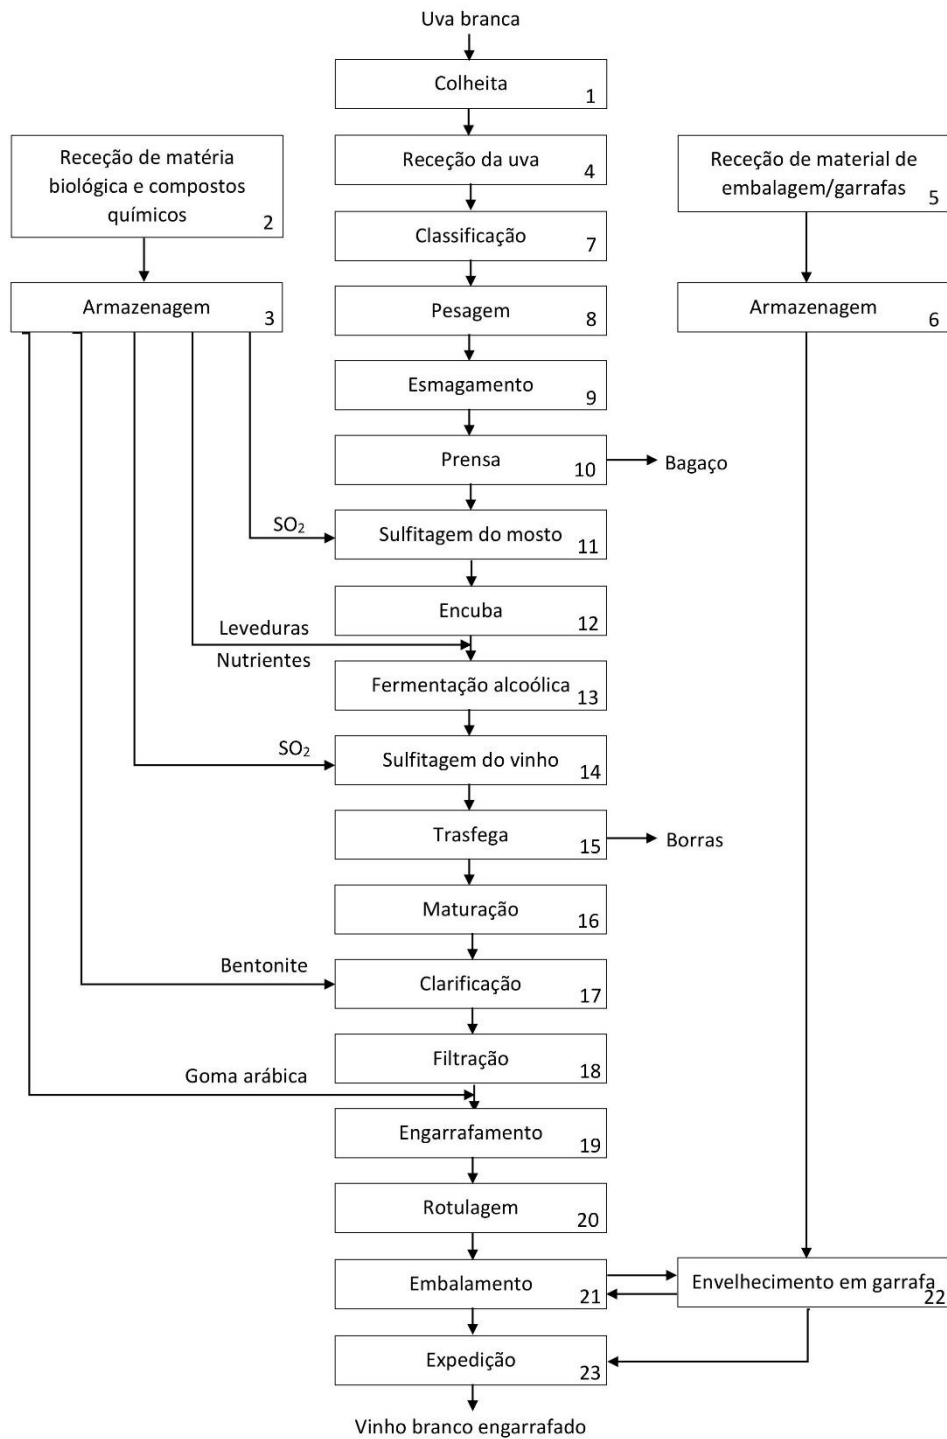 Uva branca
Colheita
1
Receção de matéria
biológica e compostos
químicos
2
Receção da uva
4
Receção de material de
embalagem/garrafas
5
Classificação
7
Armazenagem
3
Pesagem
8
Armazenagem
6
Esmagamento
9
Prensa
10
Bagaço
SO₂
Sulfitagem do mosto
11
Encuba
12
Leveduras
Nutrientes
Fermentação alcoólica
13
SO₂
Sulfitagem do vinho
14
Trasfega
15
Borras
Maturação
16
Bentonite
Clarificação
17
Filtração
18
Goma arábica
Engarrafamento
19
Rotulagem
20
Embalamento
21
Envelhecimento em garrafa
22
Expedição
23
Vinho branco engarrafado